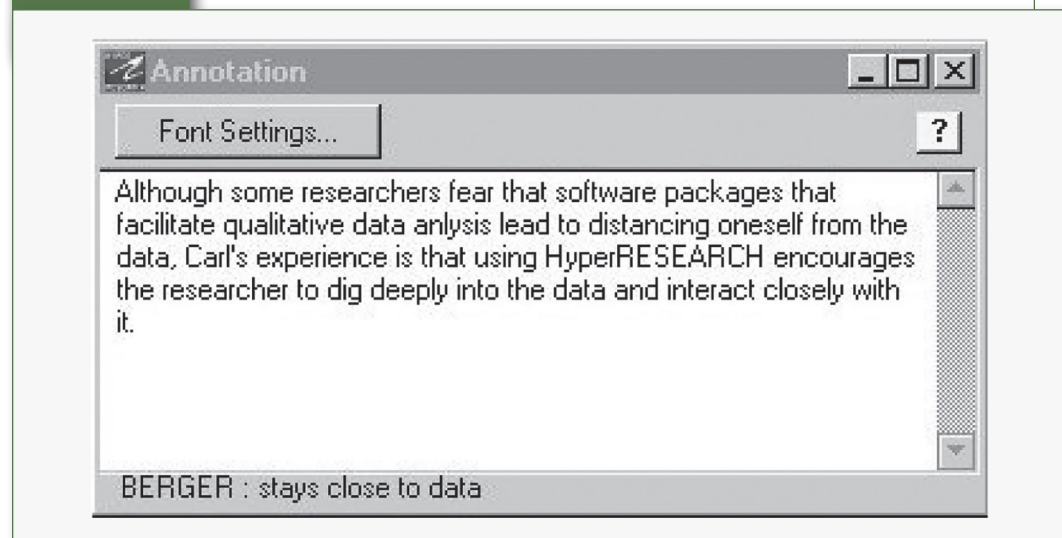 Annotation
Font Settings...
?
Although some researchers fear that software packages that
facilitate qualitative data anlysis lead to distancing oneself from the
data, Carl's experience is that using HyperRESEARCH encourages
the researcher to dig deeply into the data and interact closely with
it.
BERGER : stays close to data